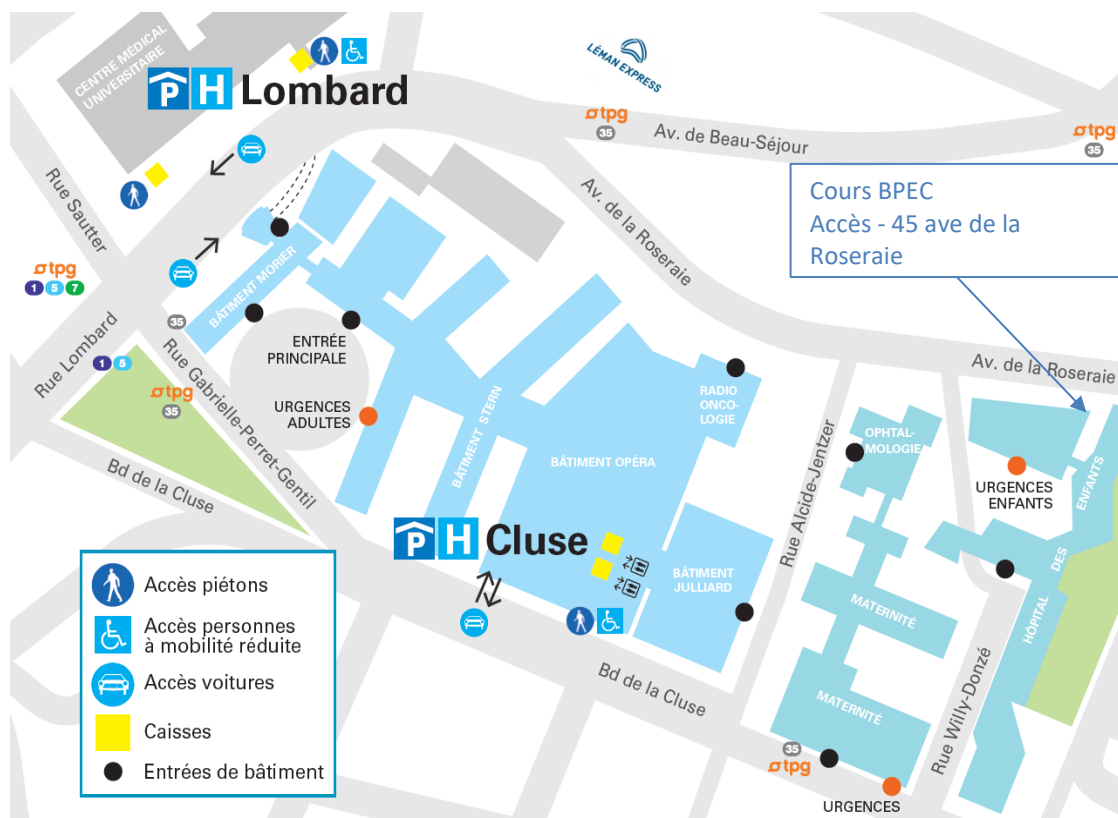 CENTRE MÉDICAL
UNIVERSITAIRE
P H Lombard
LÉMAN EXPRESS
tpg
35
Av. de Beau-Séjour
tpg
35
Rue Sautter
Av. de la Roseraie
Cours BPEC
Accès - 45 ave de la
Roseraie
tpg
1 5 7
35
BÂTIMENT MORIER
Rue Lombard
1 5
tpg
35
Rue Gabrielle-Perret-Gentil
ENTRÉE
PRINCIPALE
URGENCES
ADULTES
BÂTIMENT STERN
BÂTIMENT OPÉRA
RADIO
ONCO-
LOGIE
Av. de la Roseraie
Rue Alcide-Jentzer
OPHTAL-
MOLOGIE
URGENCES
ENFANTS
HÔPITAL
DES
ENFANTS
Bd de la Cluse
P H Cluse
BÂTIMENT
JULLIARD
MATERNITÉ
MATERNITÉ
Rue Willy-Donzé
Bd de la Cluse
35
tpg
URGENCES
Accès piétons
Accès personnes
à mobilité réduite
Accès voitures
Caisses
Entrées de bâtiment